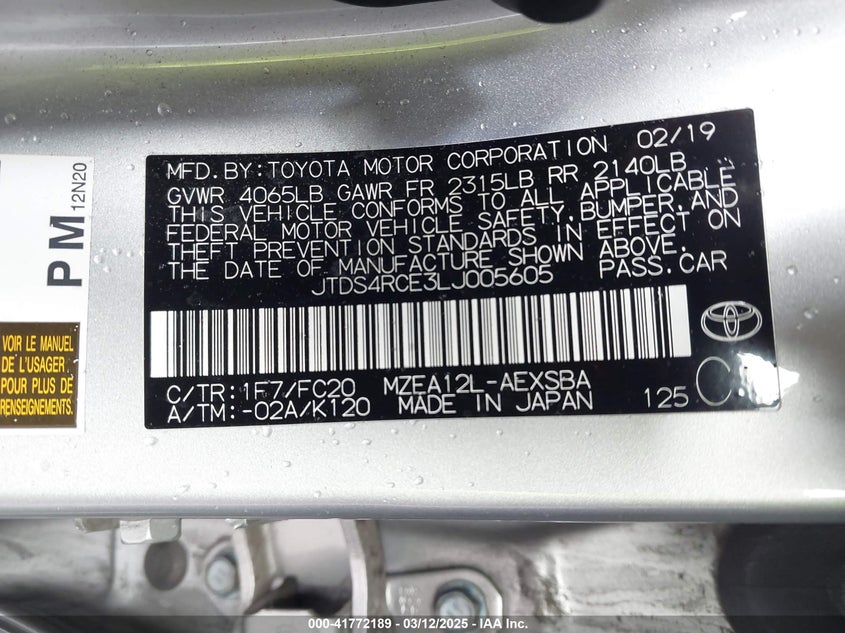 MFD. BY: TOYOTA MOTOR CORPORATION 02/19
GVWR 4065LB GAWR FR 2315LB RR 2140LB
THIS VEHICLE CONFORMS TO ALL APPLICABLE
FEDERAL MOTOR VEHICLE SAFETY, BUMPER, AND
THEFT PREVENTION STANDARDS IN EFFECT ON
THE DATE OF MANUFACTURE SHOWN ABOVE.
JTDS4RCE3LJ005605 PASS. CAR
C/TR: 1F7/FC20 MZEA12L-AEXSBA
A/TM: -02A/K120 MADE IN JAPAN 125
PM 12N20
VOIR LE MANUEL
DE L'USAGER
POUR PLUS DE
RENSEIGNEMENTS.
000-41772189 - 03/12/2025 - IAA Inc.